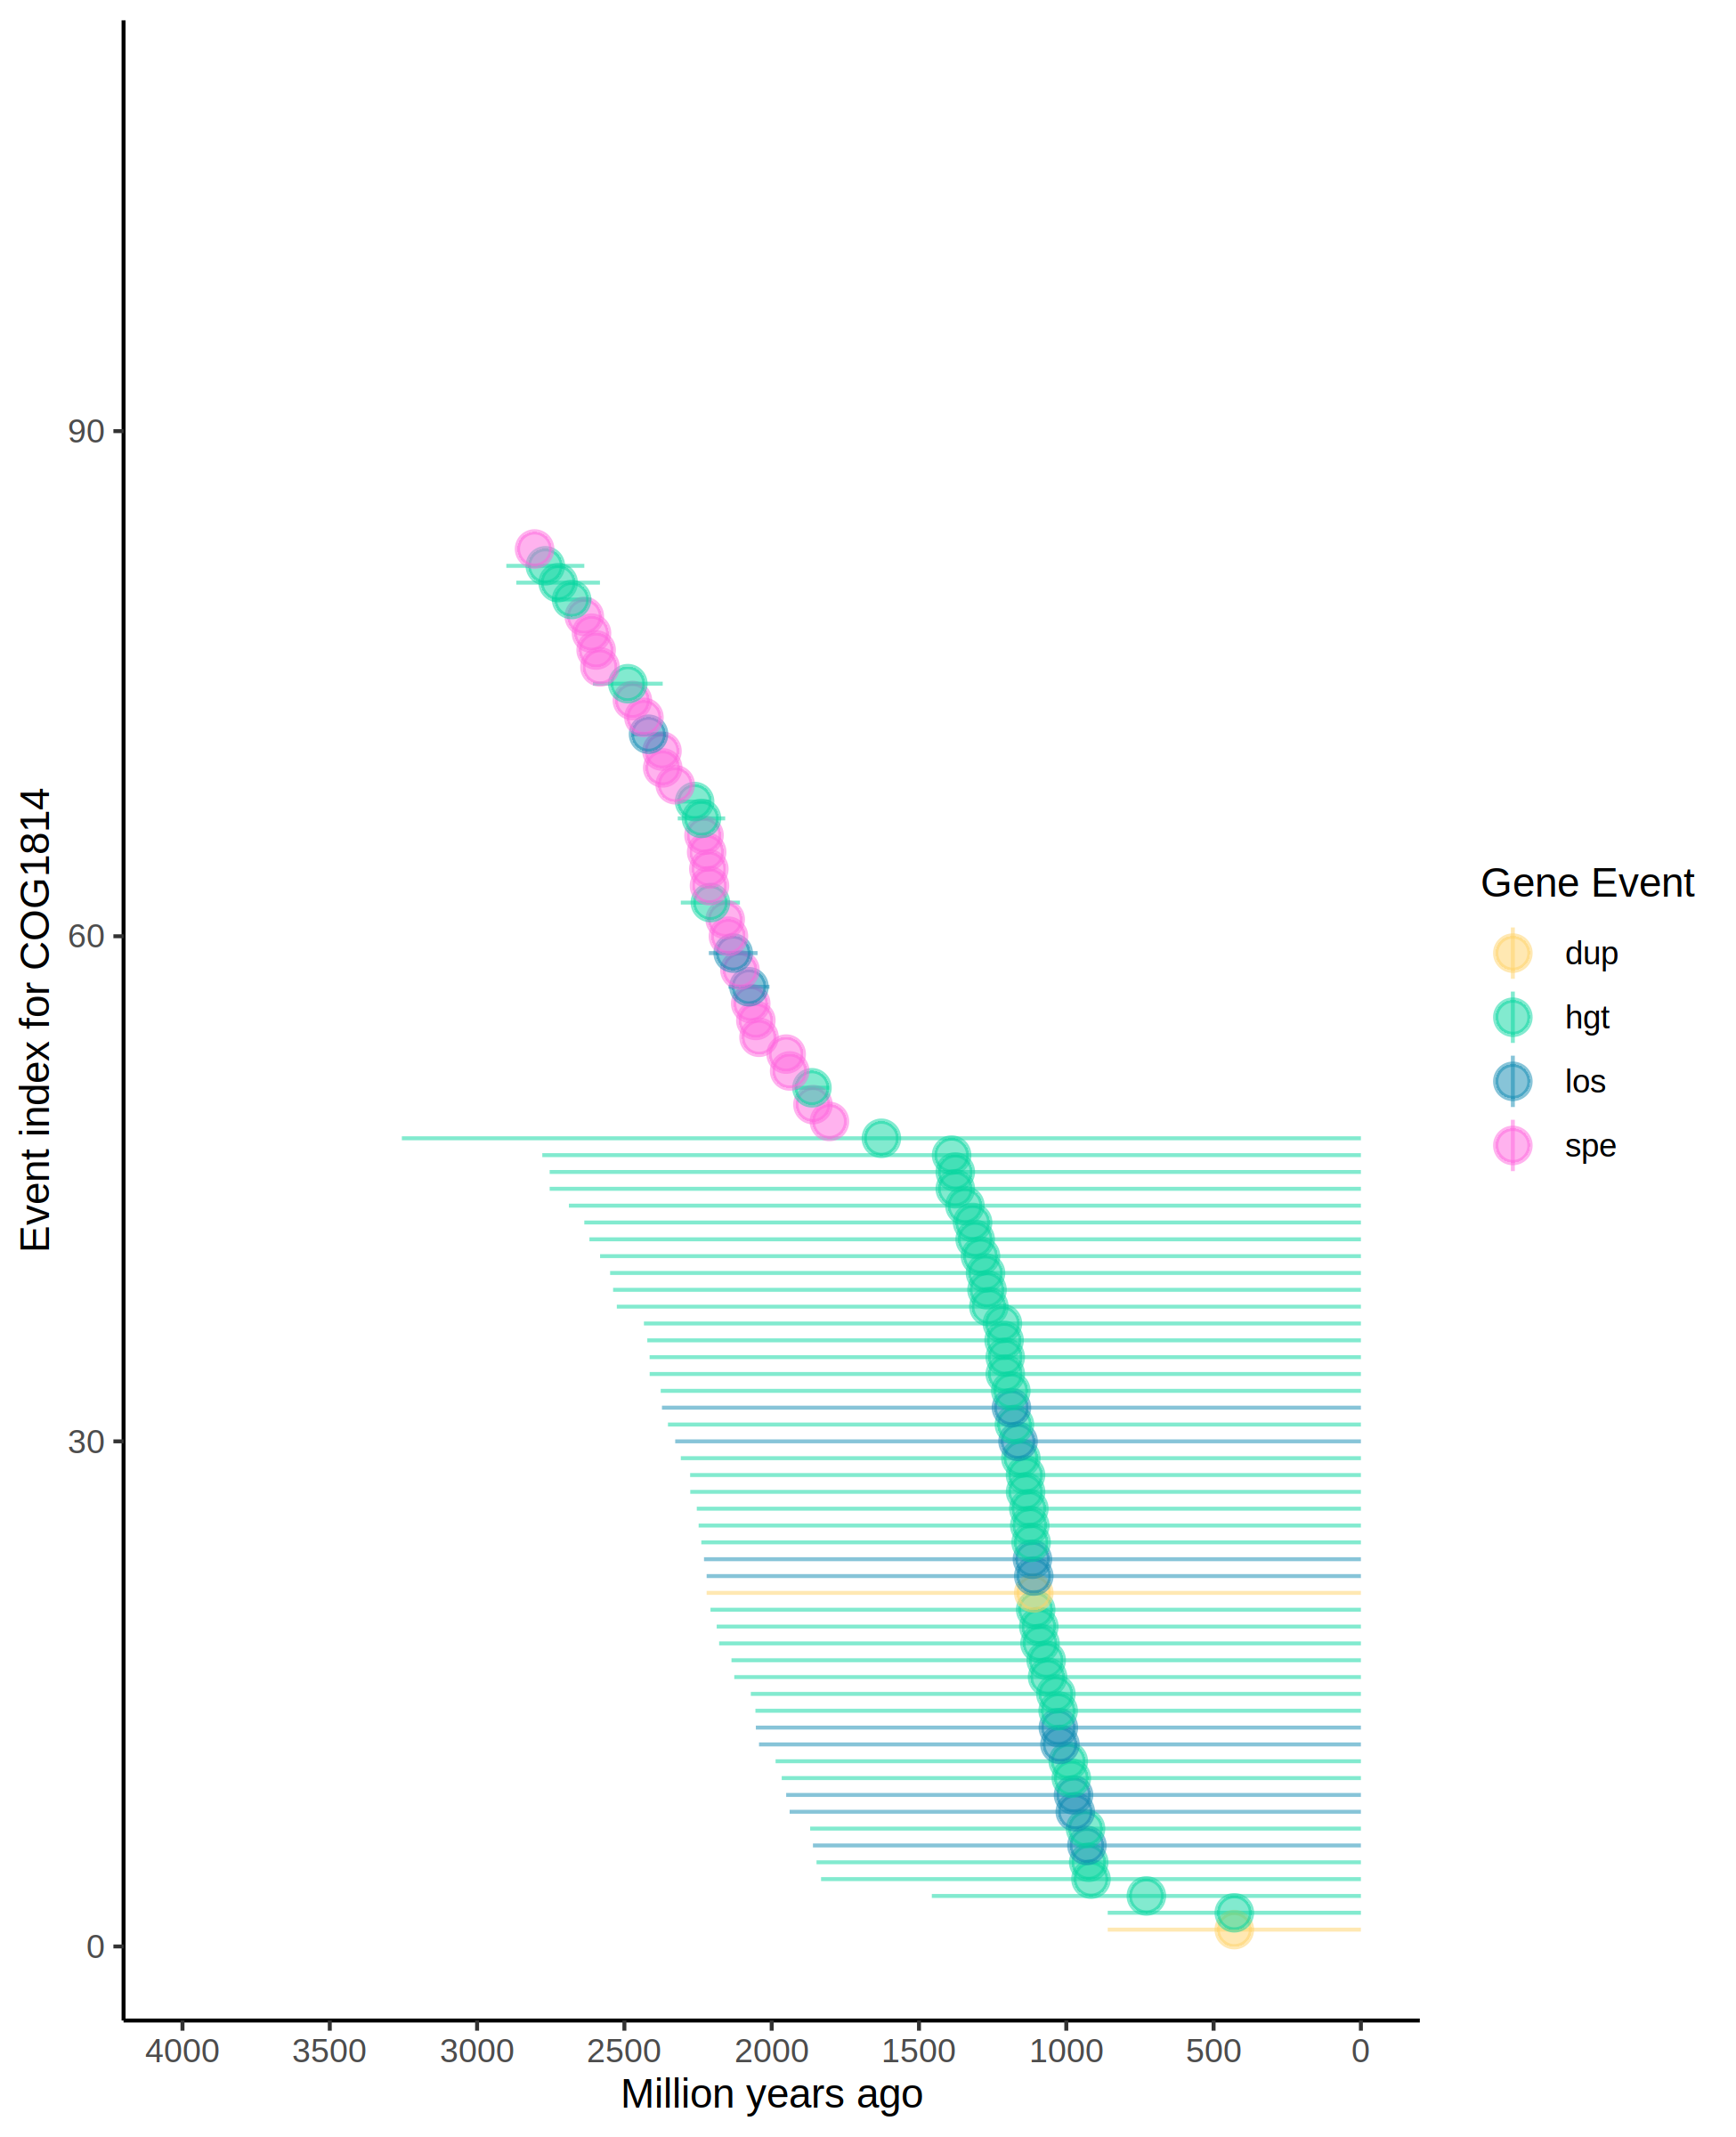 Event index for COG1814
90
60
30
0
4000 3500 3000 2500 2000 1500 1000 500 0
Million years ago
Gene Event
dup
hgt
los
spe